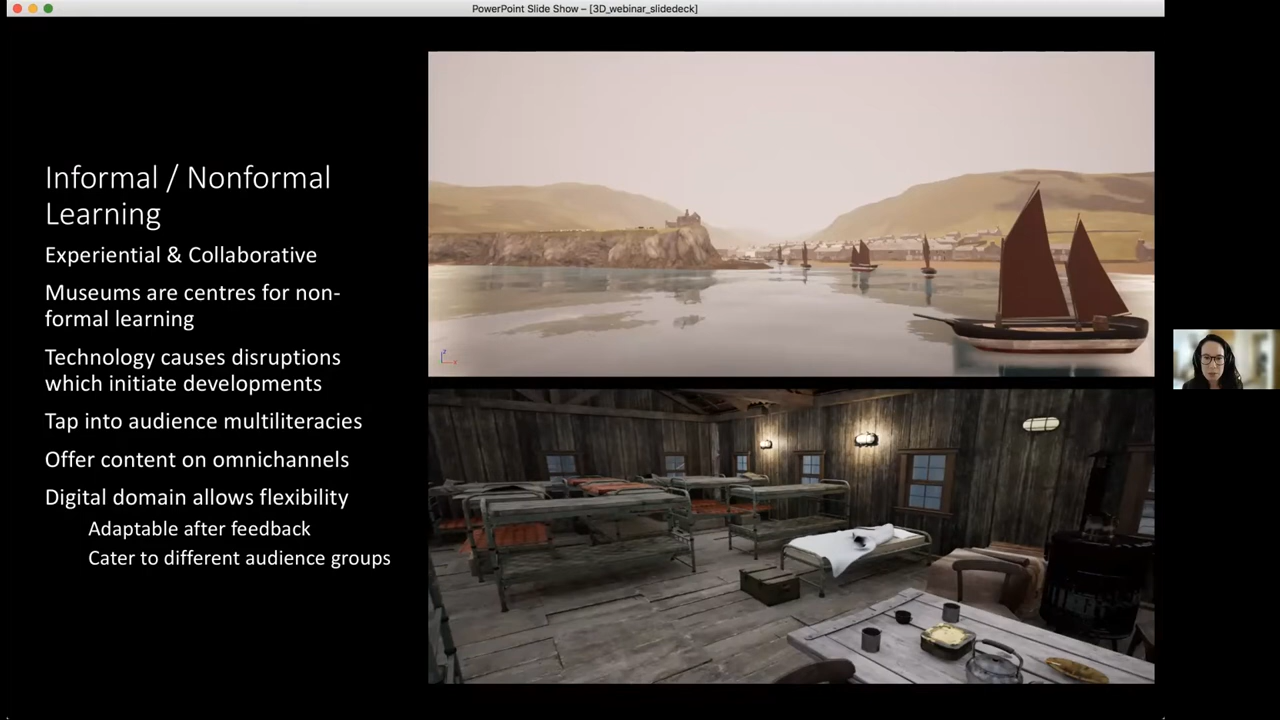 PowerPoint Slide Show – [3D_webinar_slidedeck]
Informal / Nonformal
Learning
Experiential & Collaborative
Museums are centres for non-
formal learning
Technology causes disruptions
which initiate developments
Tap into audience multiliteracies
Offer content on omnichannels
Digital domain allows flexibility
Adaptable after feedback
Cater to different audience groups